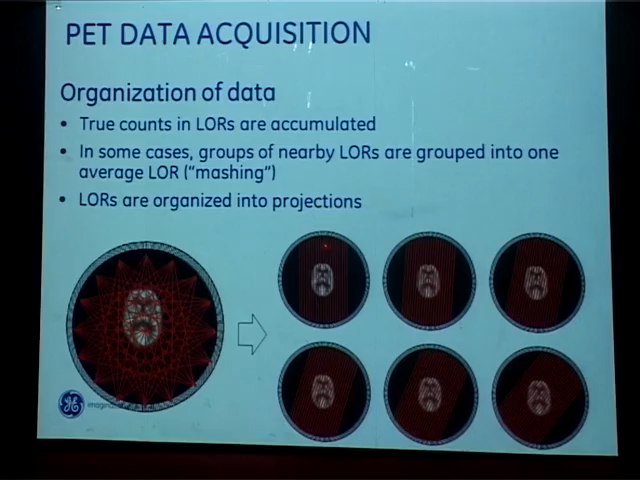 PET DATA ACQUISITION
Organization of data
• True counts in LORs are accumulated
• In some cases, groups of nearby LORs are grouped into one
average LOR ("mashing")
• LORs are organized into projections